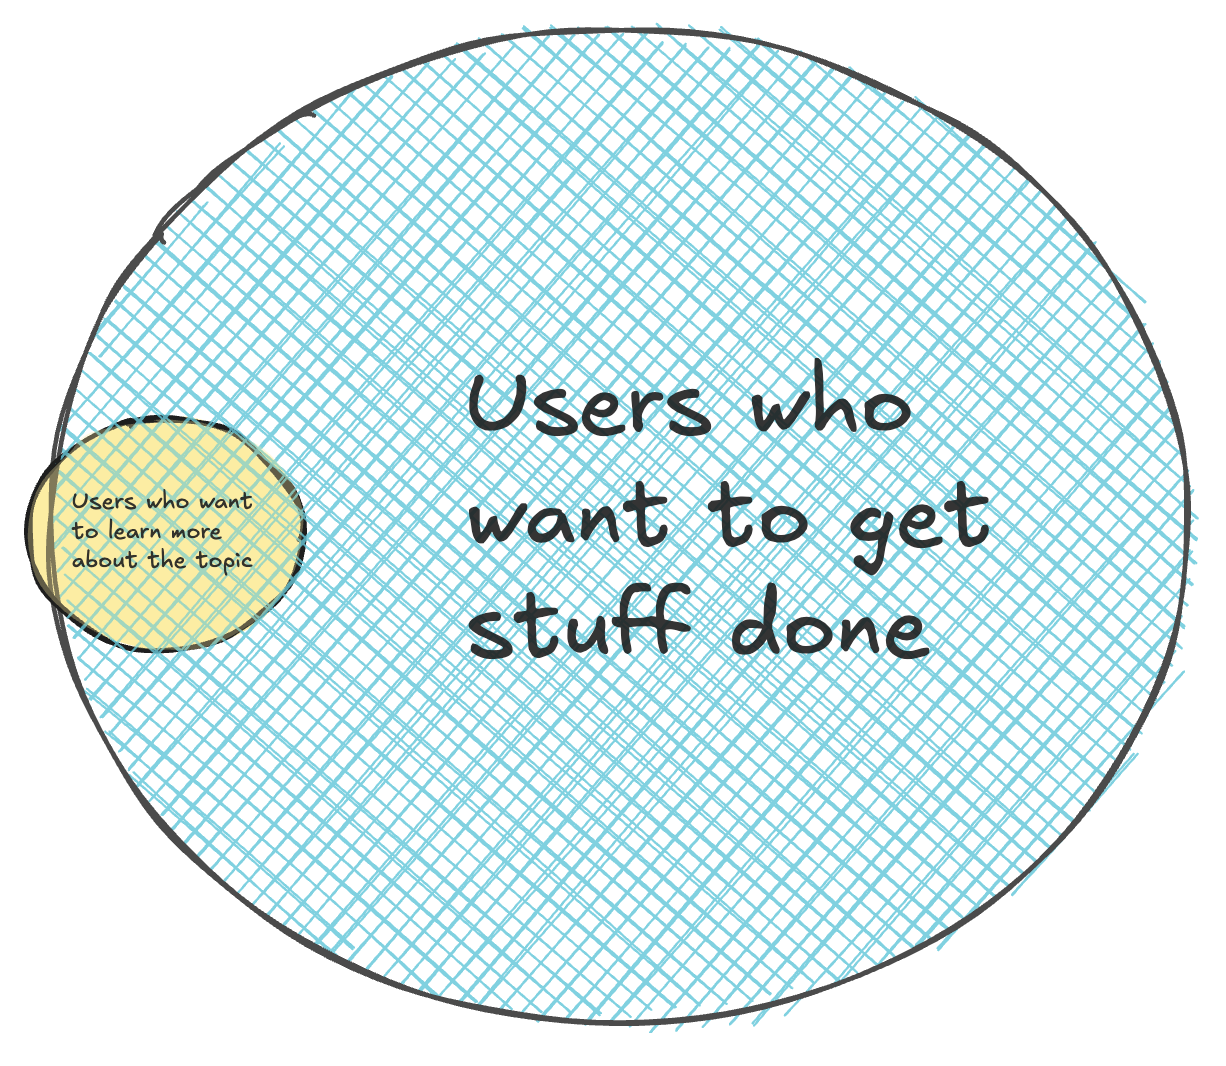 Users who
want to get
stuff done
Users who want
to learn more
about the topic